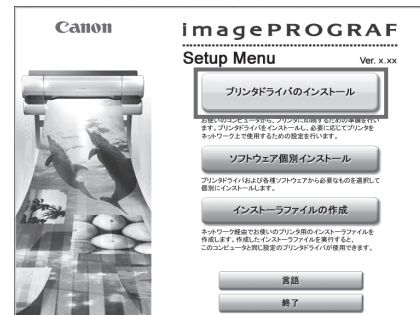 Canon
imagePROGRAF
Setup Menu
Ver. x.xx
プリンタドライバのインストール
お使いのコンピュータから、プリンタに印刷するための準備を行い
ます。プリンタドライバをインストールし、必要に応じてプリンタを
ネットワーク上で使用するための設定を行います。
ソフトウェア個別インストール
プリンタドライバおよび各種ソフトウェアから必要なものを選択して
個別にインストールします。
インストーラファイルの作成
ネットワーク経由でお使いのプリンタ用のインストーラファイルを
作成します。作成したインストーラファイルを実行すると、
このコンピュータと同じ設定のプリンタドライバが使用できます。
言語
終了